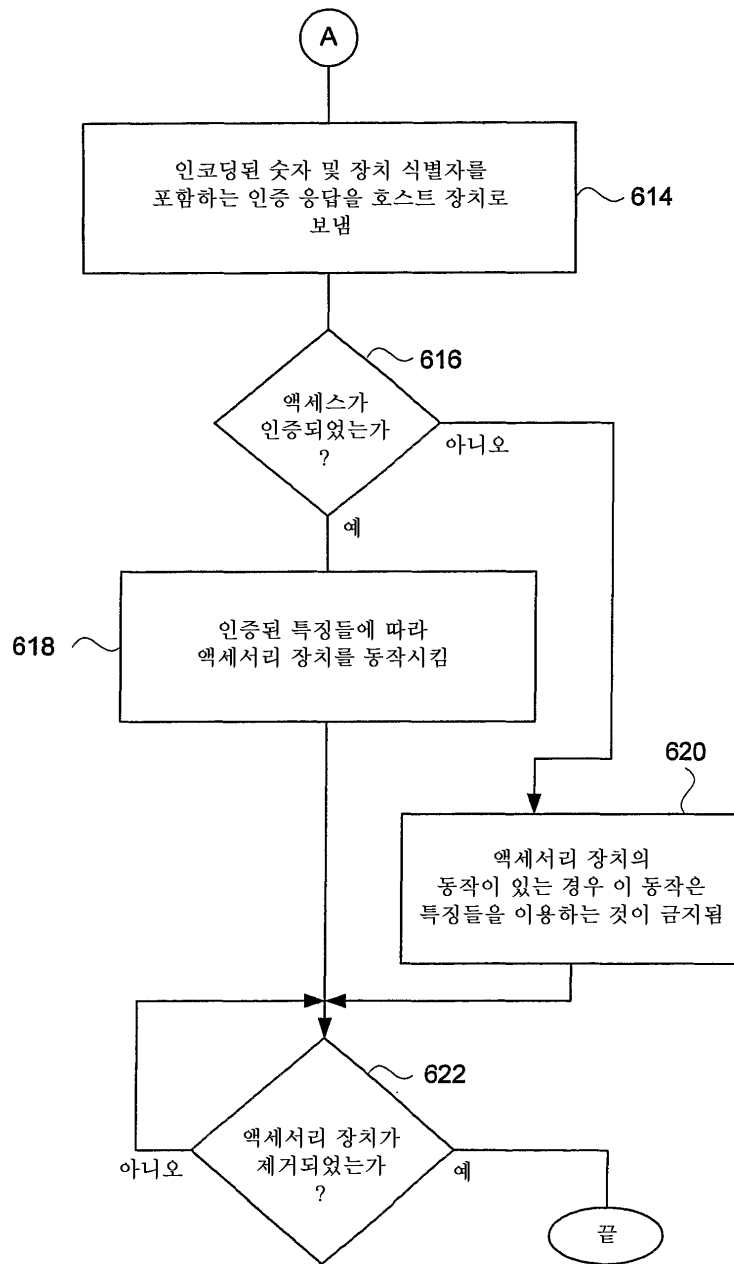 A
인코딩된 숫자 및 장치 식별자를
포함하는 인증 응답을 호스트 장치로
보냄
614
616
액세스가
인증되었는가
?
아니오
예
618
인증된 특징들에 따라
액세서리 장치를 동작시킴
620
액세서리 장치의
동작이 있는 경우 이 동작은
특징들을 이용하는 것이 금지됨
622
액세서리 장치가
제거되었는가
?
아니오
예
끝